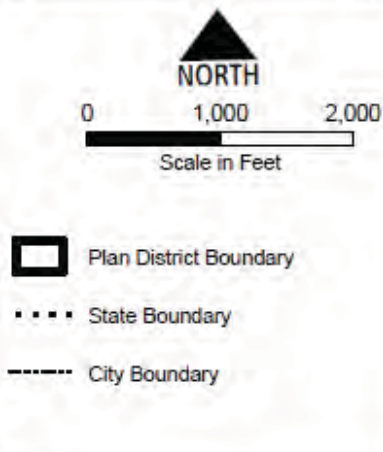 NORTH
0 1,000 2,000
Scale in Feet
Plan District Boundary
State Boundary
City Boundary